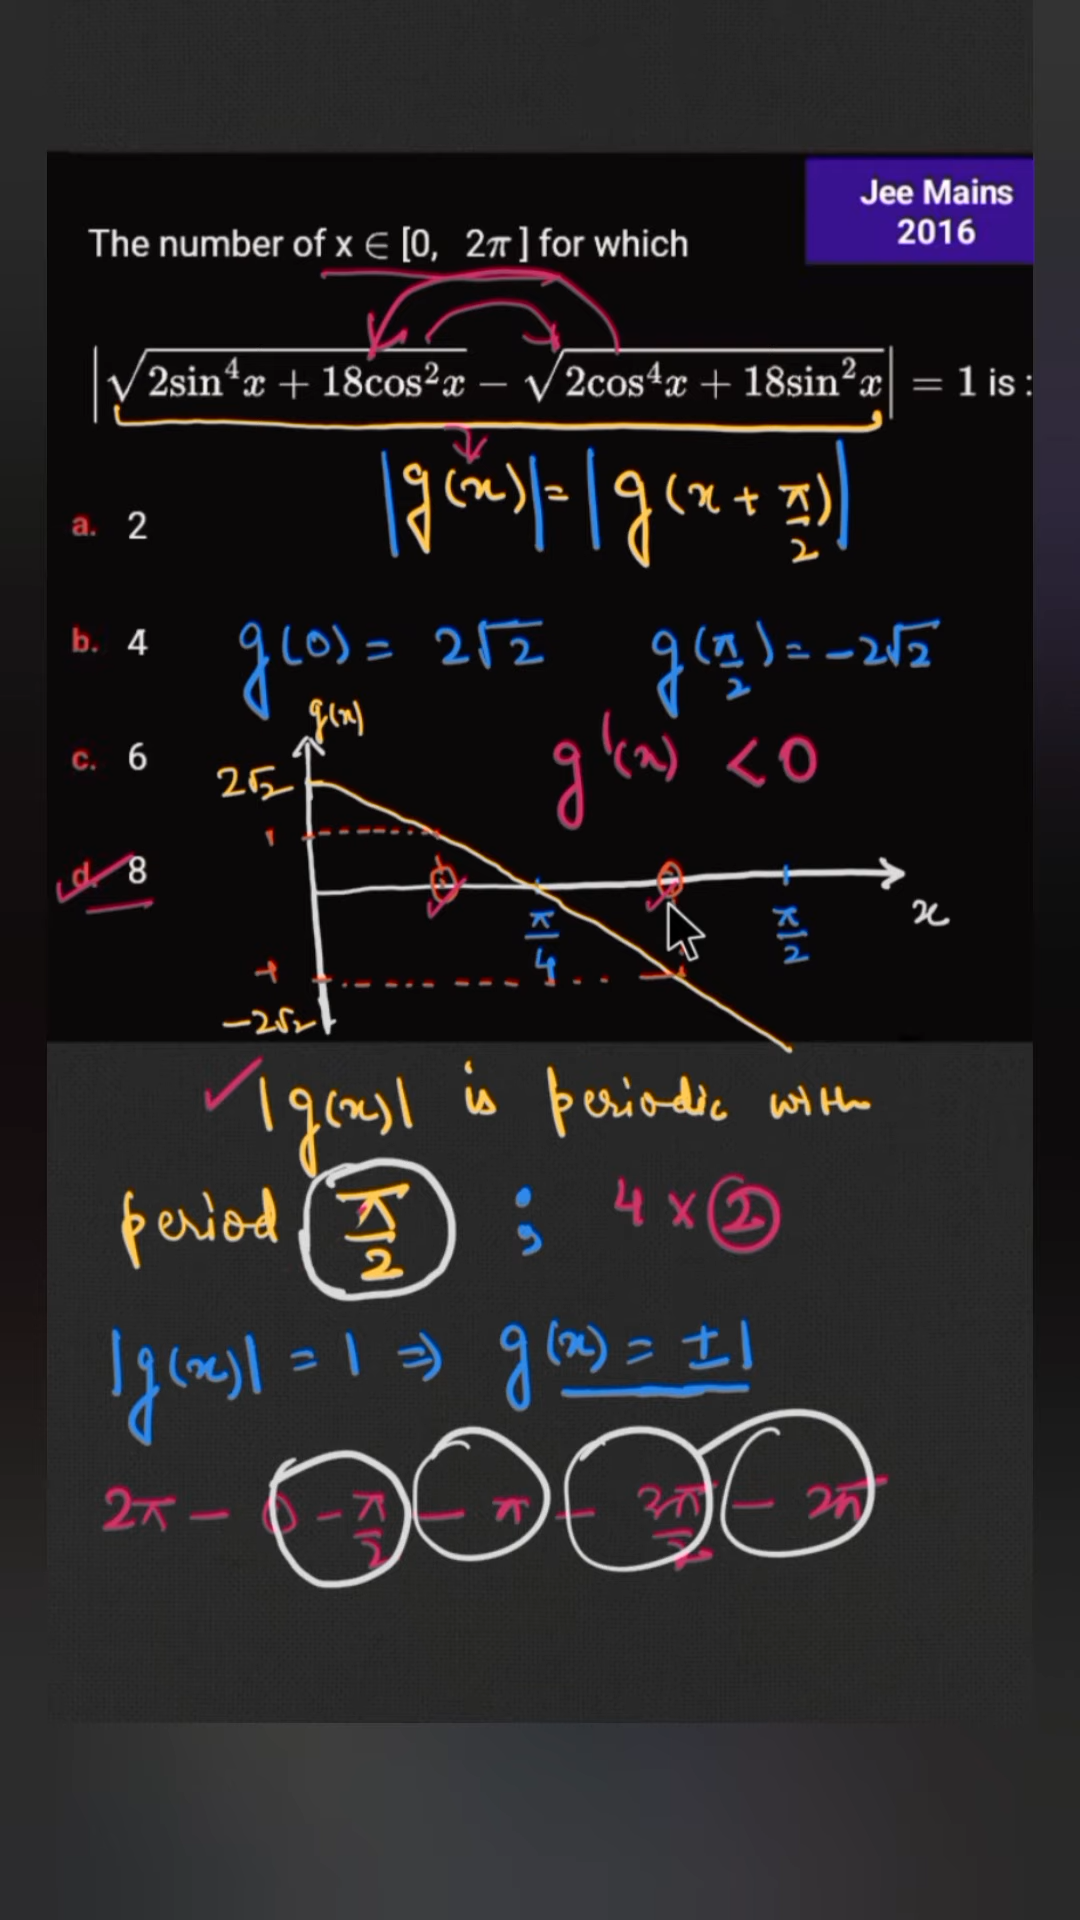 Jee Mains
2016
The number of x ∈ [0, 2π] for which
|√2sin⁴x + 18cos²x − √2cos⁴x + 18sin²x| = 1 is :
|g(x)| = |g(x + π/2)|
a. 2
b. 4
g(0) = 2√2 g(π/2) = -2√2
g(x)
c. 6
g'(x) < 0
2√2
1
d. 8
1
2
π/4
π/2
x
-1
-2√2
|g(x)| is periodic with
period π/2 ; 4 × 2
|g(x)| = 1 ⇒ g(x) = ±1
2π – 0 – π/2 – π – 3π/2 – 2π